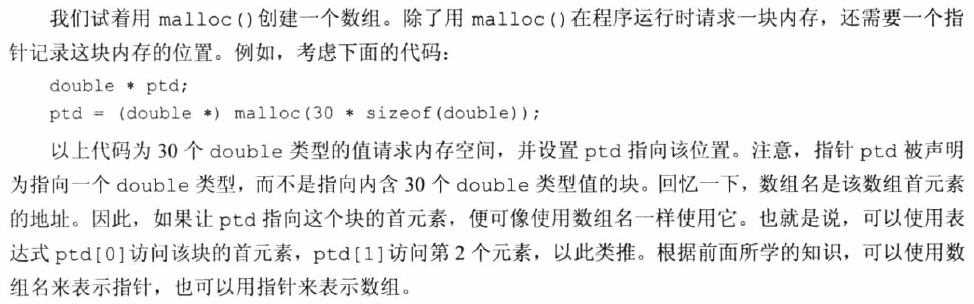 我们试着用 malloc()创建一个数组。除了用 malloc()在程序运行时请求一块内存，还需要一个指
针记录这块内存的位置。例如，考虑下面的代码：
double * ptd;
ptd = (double *) malloc(30 * sizeof(double));
以上代码为 30 个 double 类型的值请求内存空间，并设置 ptd 指向该位置。注意，指针 ptd 被声明
为指向一个 double 类型，而不是指向内含 30 个 double 类型值的块。回忆一下，数组名是该数组首元素
的地址。因此，如果让 ptd 指向这个块的首元素，便可像使用数组名一样使用它。也就是说，可以使用表
达式 ptd[0]访问该块的首元素，ptd[1]访问第 2 个元素，以此类推。根据前面所学的知识，可以使用数
组名来表示指针，也可以用指针来表示数组。